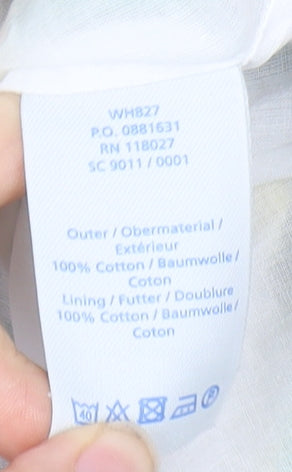 WH827
P.O. 0881631
RN 118027
SC 9011 / 0001
Outer / Obermaterial /
Extérieur
100% Cotton / Baumwolle /
Coton
Lining / Futter / Doublure
100% Cotton / Baumwolle /
Coton
40 P